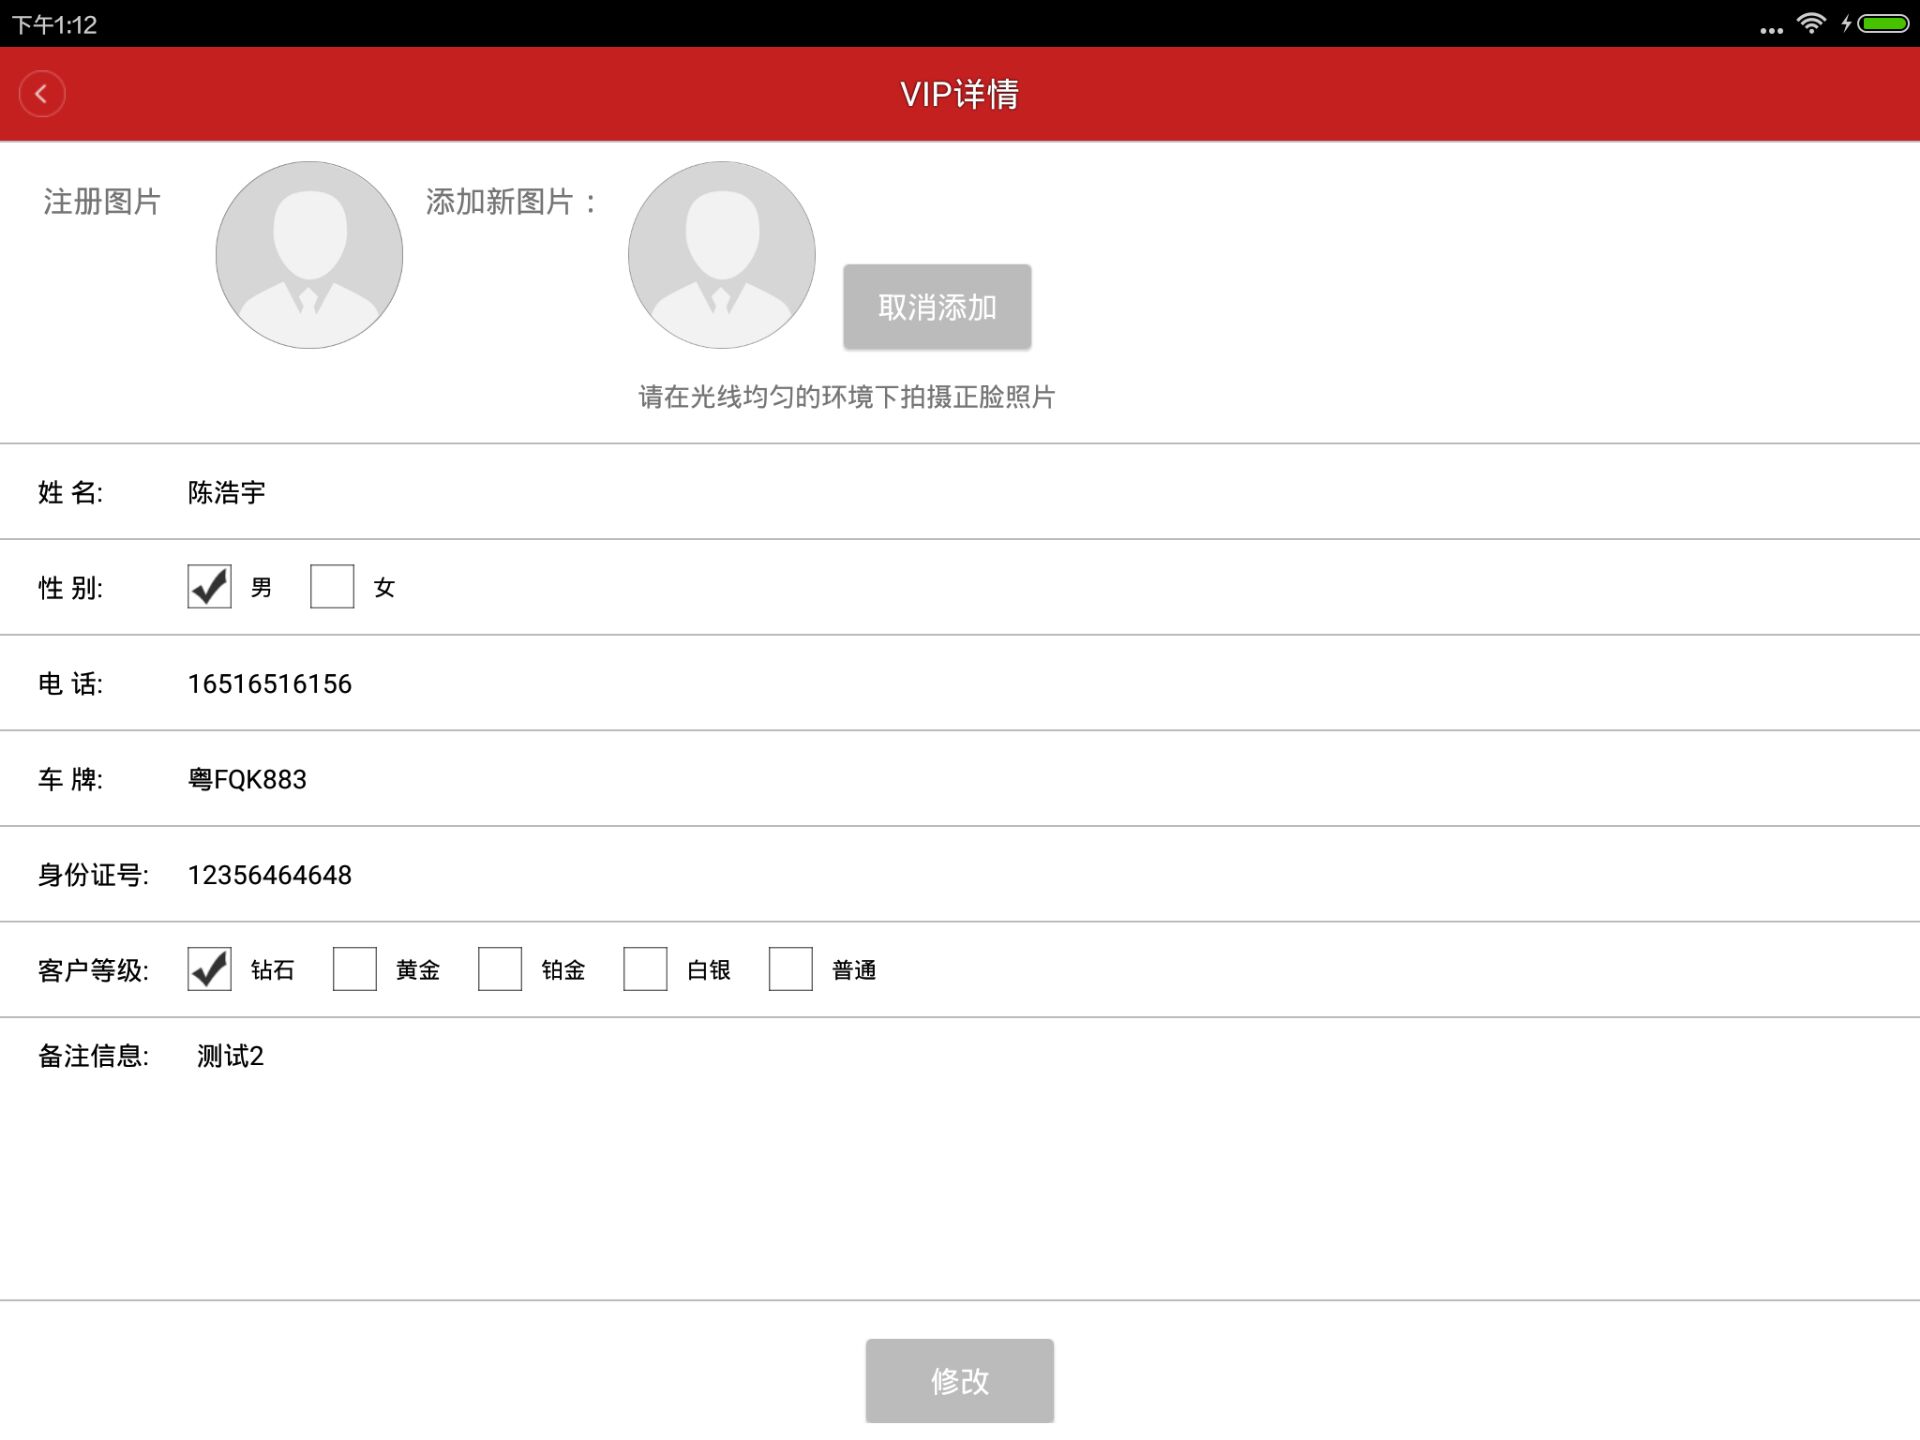 下午1:12
VIP详情
注册图片
添加新图片：
取消添加
请在光线均匀的环境下拍摄正脸照片
姓 名: 陈浩宇
性 别: 男 女
电 话: 16516516156
车 牌: 粤FQK883
身份证号: 12356464648
客户等级: 钻石 黄金 铂金 白银 普通
备注信息: 测试2
修改